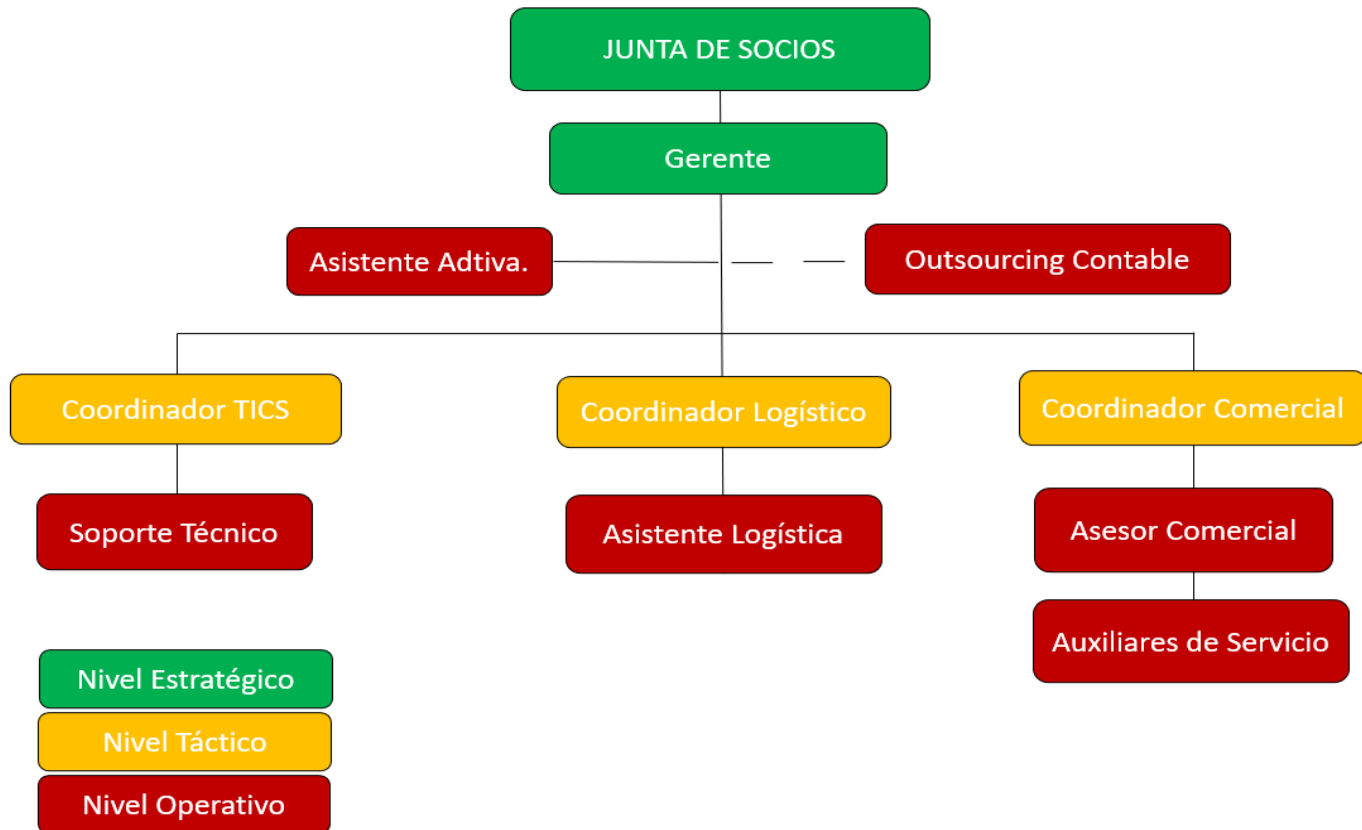 JUNTA DE SOCIOS
Gerente
Asistente Adtiva.
Outsourcing Contable
Coordinador TICS
Coordinador Logístico
Coordinador Comercial
Soporte Técnico
Asistente Logística
Asesor Comercial
Auxiliares de Servicio
Nivel Estratégico
Nivel Táctico
Nivel Operativo